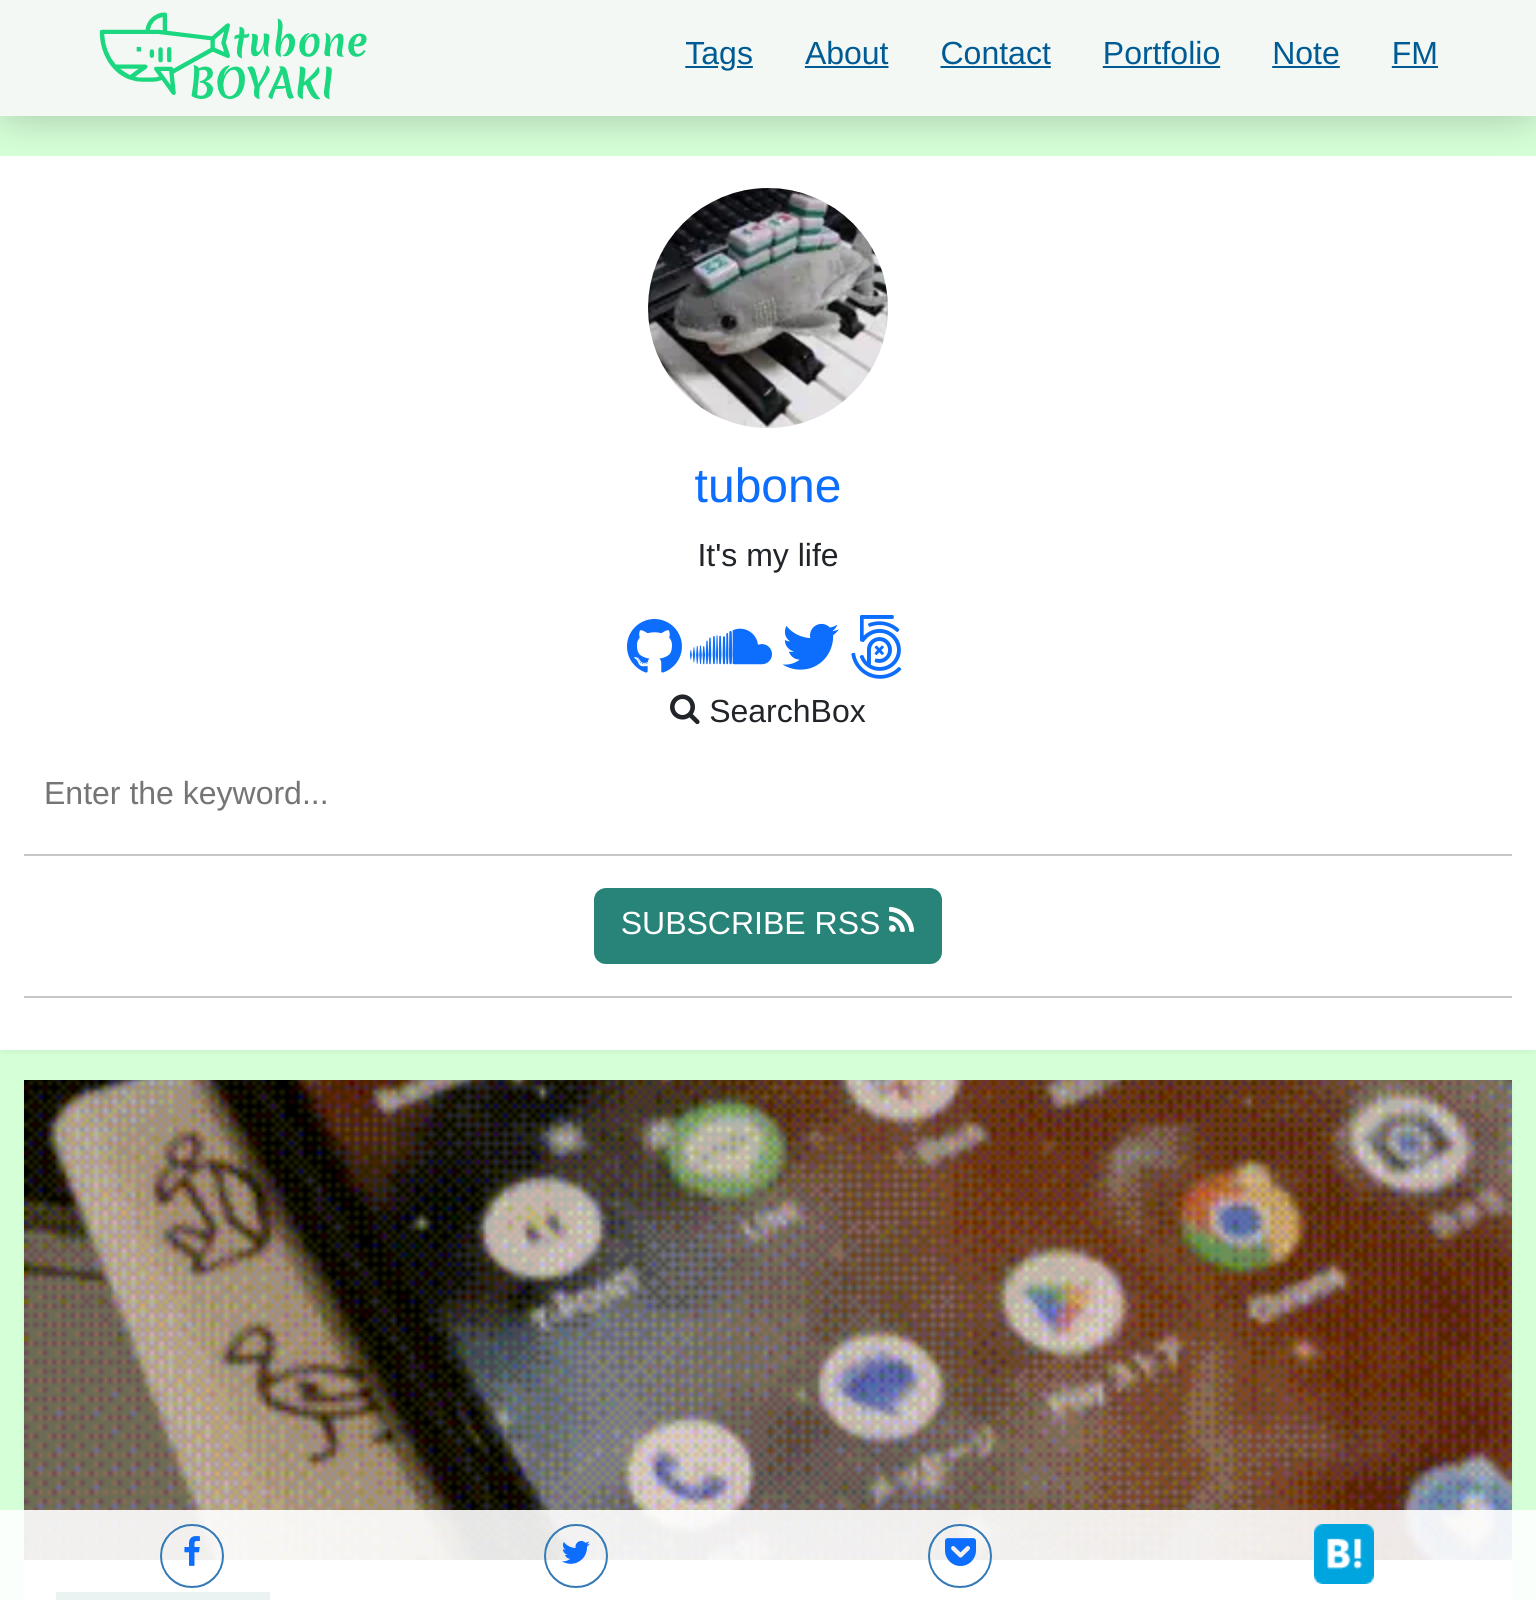 tubone
BOYAKI
Tags About Contact Portfolio Note FM
tubone
It's my life
SearchBox
Enter the keyword...
SUBSCRIBE RSS
B!